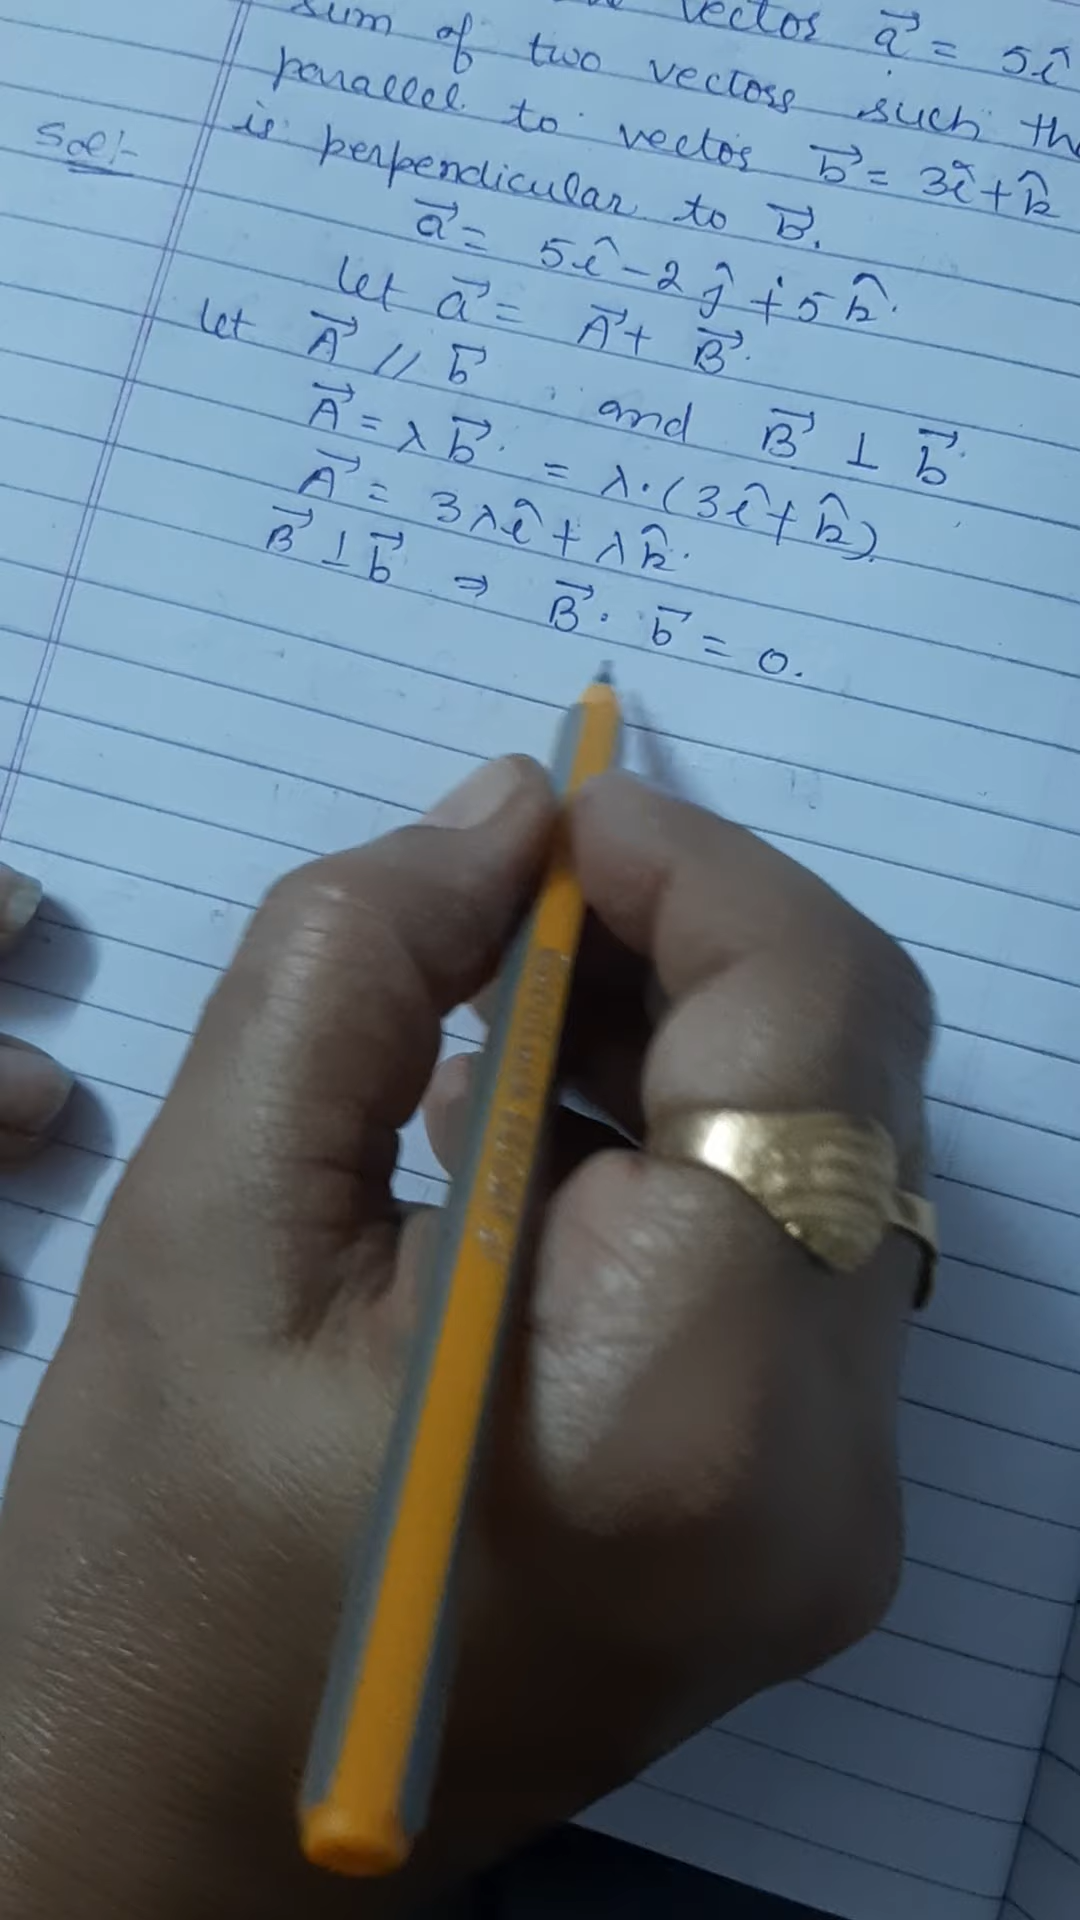 vector a⃗ = 5î
sum of two vectors such tha
parallel to vector b⃗ = 3î + k̂
is perpendicular to b⃗.
Sol:-
a⃗ = 5î - 2ĵ + 5k̂.
let a⃗ = A⃗ + B⃗.
let A⃗ // b⃗ and B⃗ ⊥ b⃗.
A⃗ = λb⃗. = λ.(3î + k̂).
A⃗ = 3λî + λk̂.
B⃗ ⊥ b⃗ ⇒ B⃗ . b⃗ = 0.